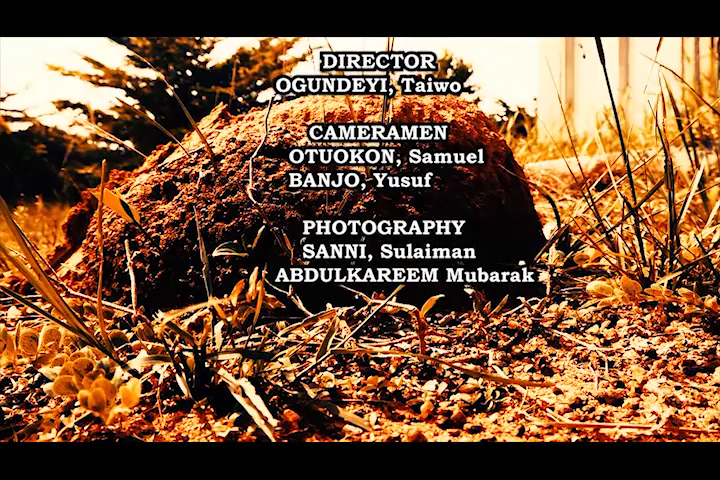 DIRECTOR
OGUNDEYI, Taiwo
CAMERAMEN
OTUOKON, Samuel
BANJO, Yusuf
PHOTOGRAPHY
SANNI, Sulaiman
ABDULKAREEM Mubarak